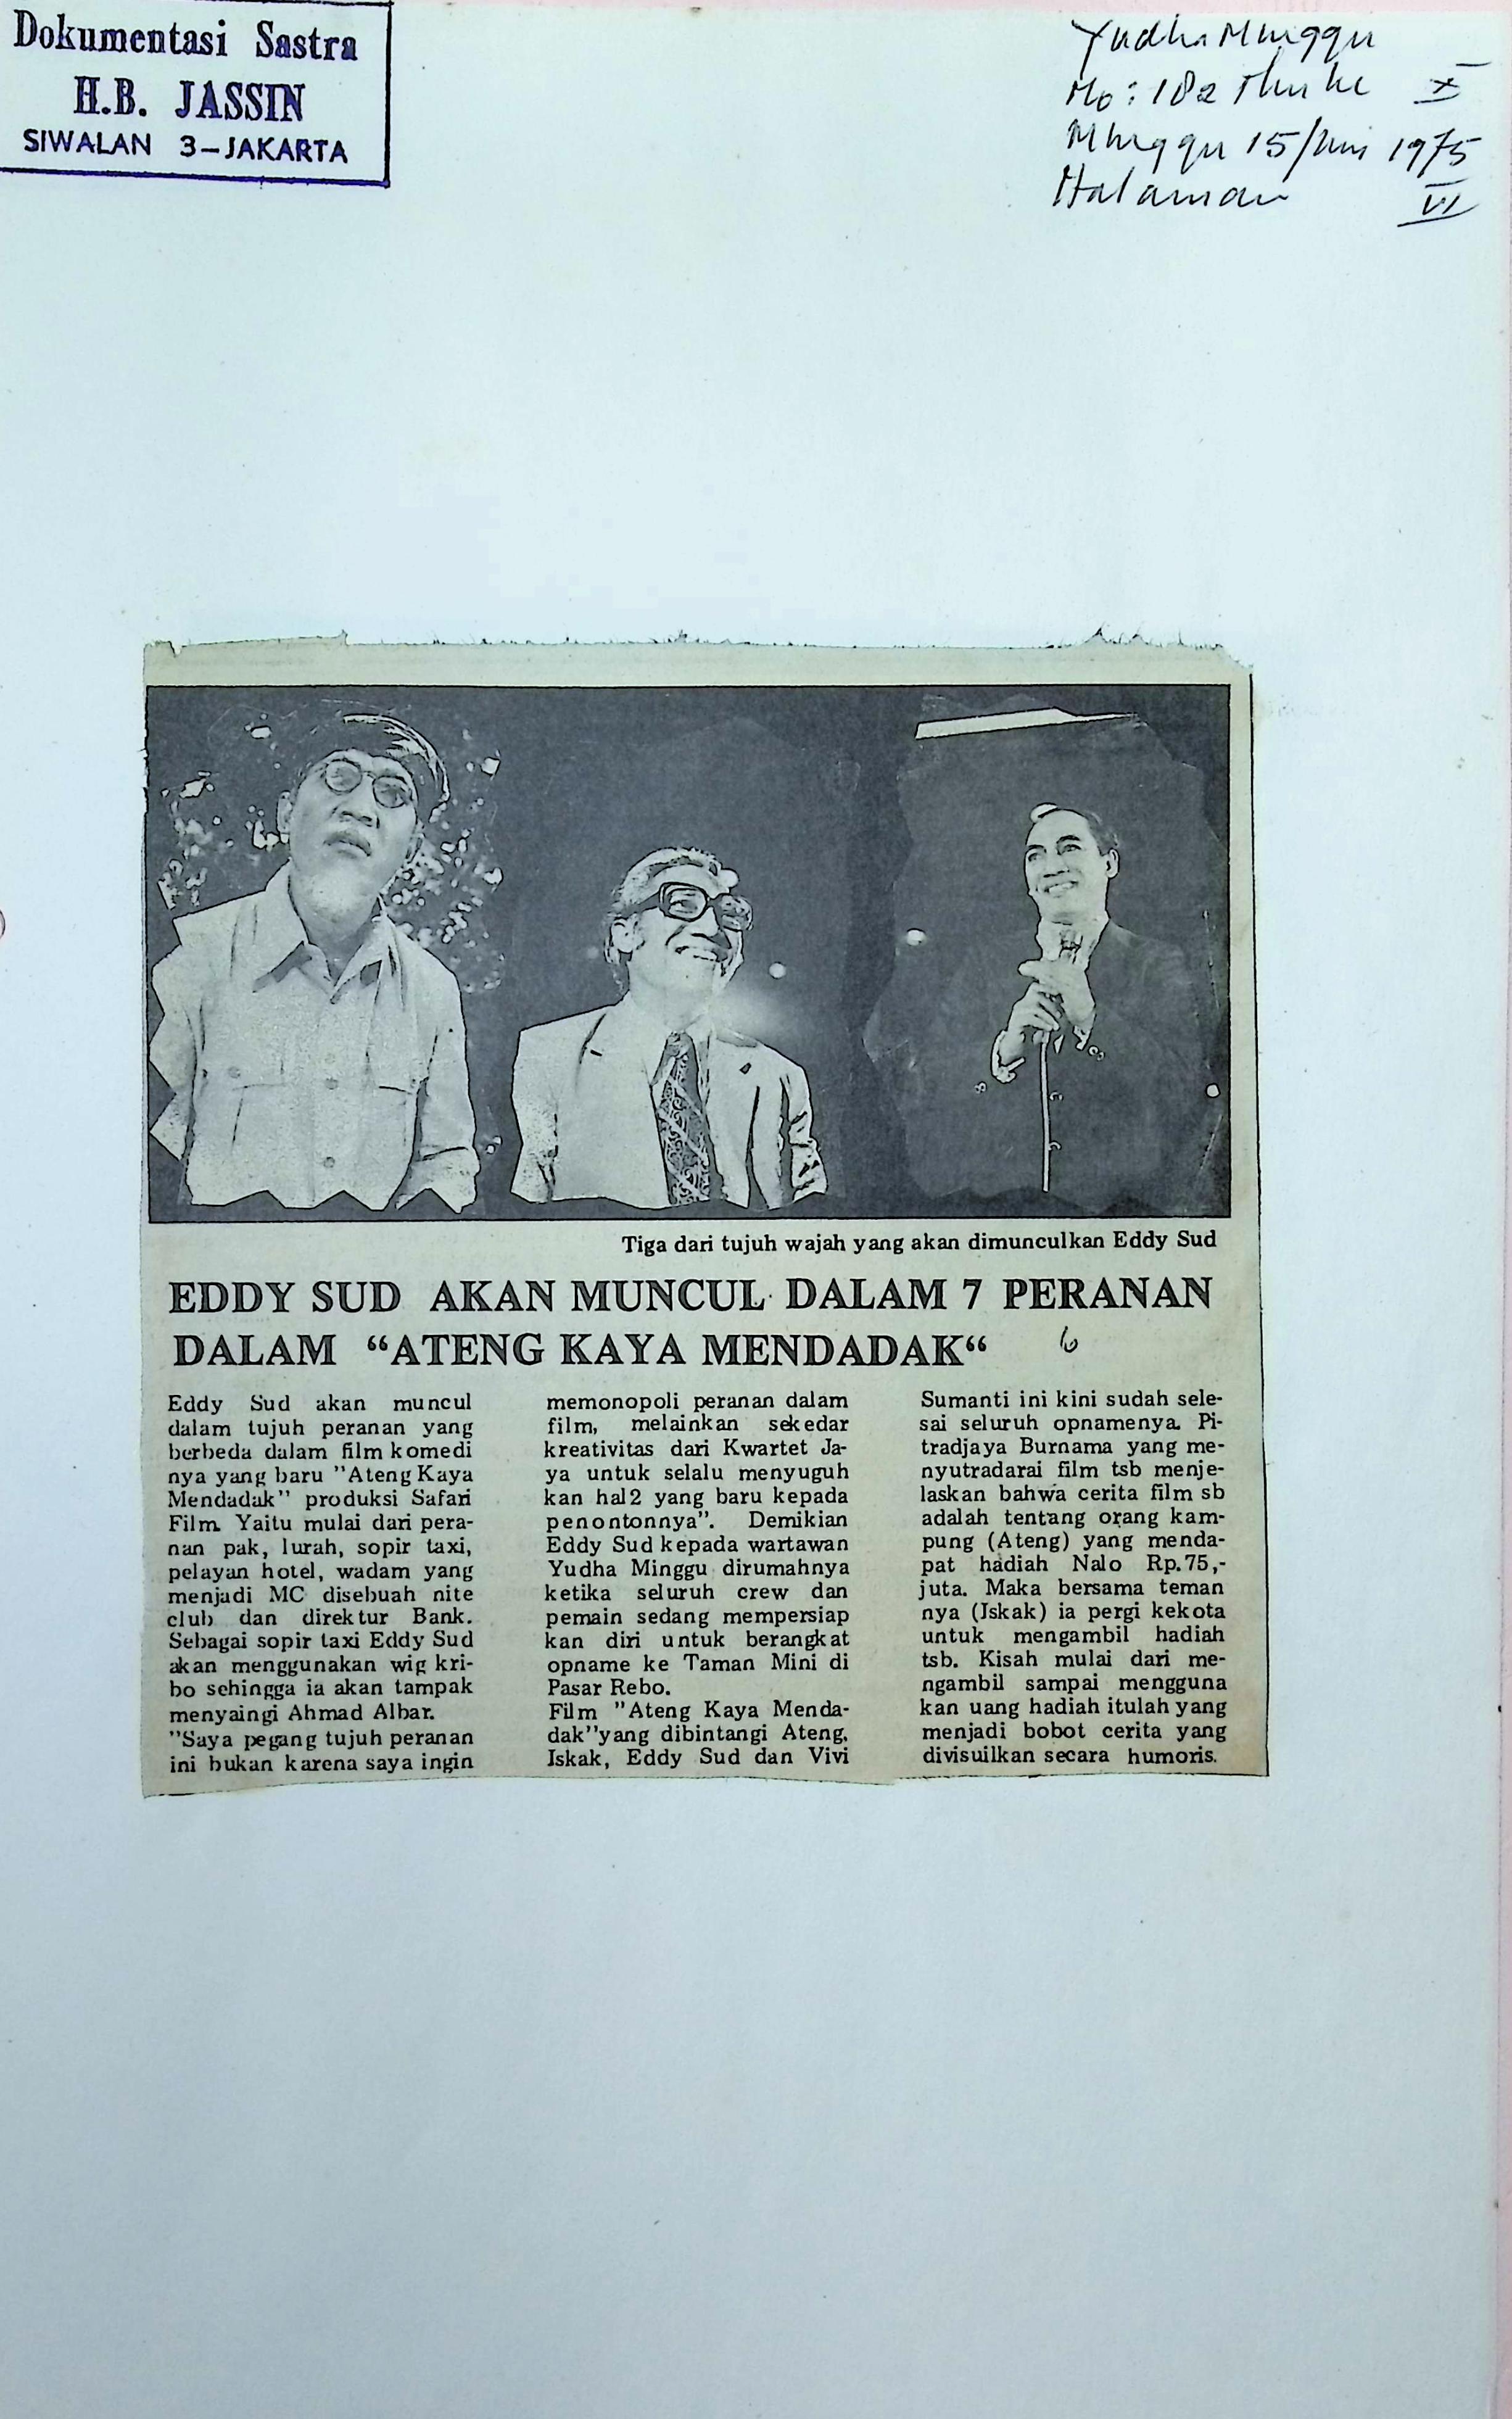 Dokumentasi Sastra
H.B. JASSIN
SIWALAN 3-JAKARTA
Yudha Minggu
No: 182 thn ke X
Minggu 15 Juni 1975
Halaman VI
Tiga dari tujuh wajah yang akan dimunculkan Eddy Sud
EDDY SUD AKAN MUNCUL DALAM 7 PERANAN
DALAM “ATENG KAYA MENDADAK“
Eddy Sud akan muncul
dalam tujuh peranan yang
berbeda dalam film komedi
nya yang baru "Ateng Kaya
Mendadak" produksi Safari
Film. Yaitu mulai dari pera-
nan pak, lurah, sopir taxi,
pelayan hotel, wadam yang
menjadi MC disebuah nite
club dan direktur Bank.
Sebagai sopir taxi Eddy Sud
akan menggunakan wig kri-
bo sehingga ia akan tampak
menyaingi Ahmad Albar.
"Saya pegang tujuh peranan
ini bukan karena saya ingin
memonopoli peranan dalam
film, melainkan sekedar
kreativitas dari Kwartet Ja-
ya untuk selalu menyuguh
kan hal2 yang baru kepada
penontonnya". Demikian
Eddy Sud kepada wartawan
Yudha Minggu dirumahnya
ketika seluruh crew dan
pemain sedang mempersiap
kan diri untuk berangkat
opname ke Taman Mini di
Pasar Rebo.
Film "Ateng Kaya Menda-
dak"yang dibintangi Ateng,
Iskak, Eddy Sud dan Vivi
Sumanti ini kini sudah sele-
sai seluruh opnamenya. Pi-
tradjaya Burnama yang me-
nyutradarai film tsb menje-
laskan bahwa cerita film sb
adalah tentang orang kam-
pung (Ateng) yang menda-
pat hadiah Nalo Rp.75,-
juta. Maka bersama teman
nya (Iskak) ia pergi kekota
untuk mengambil hadiah
tsb. Kisah mulai dari me-
ngambil sampai mengguna
kan uang hadiah itulah yang
menjadi bobot cerita yang
divisuilkan secara humoris.